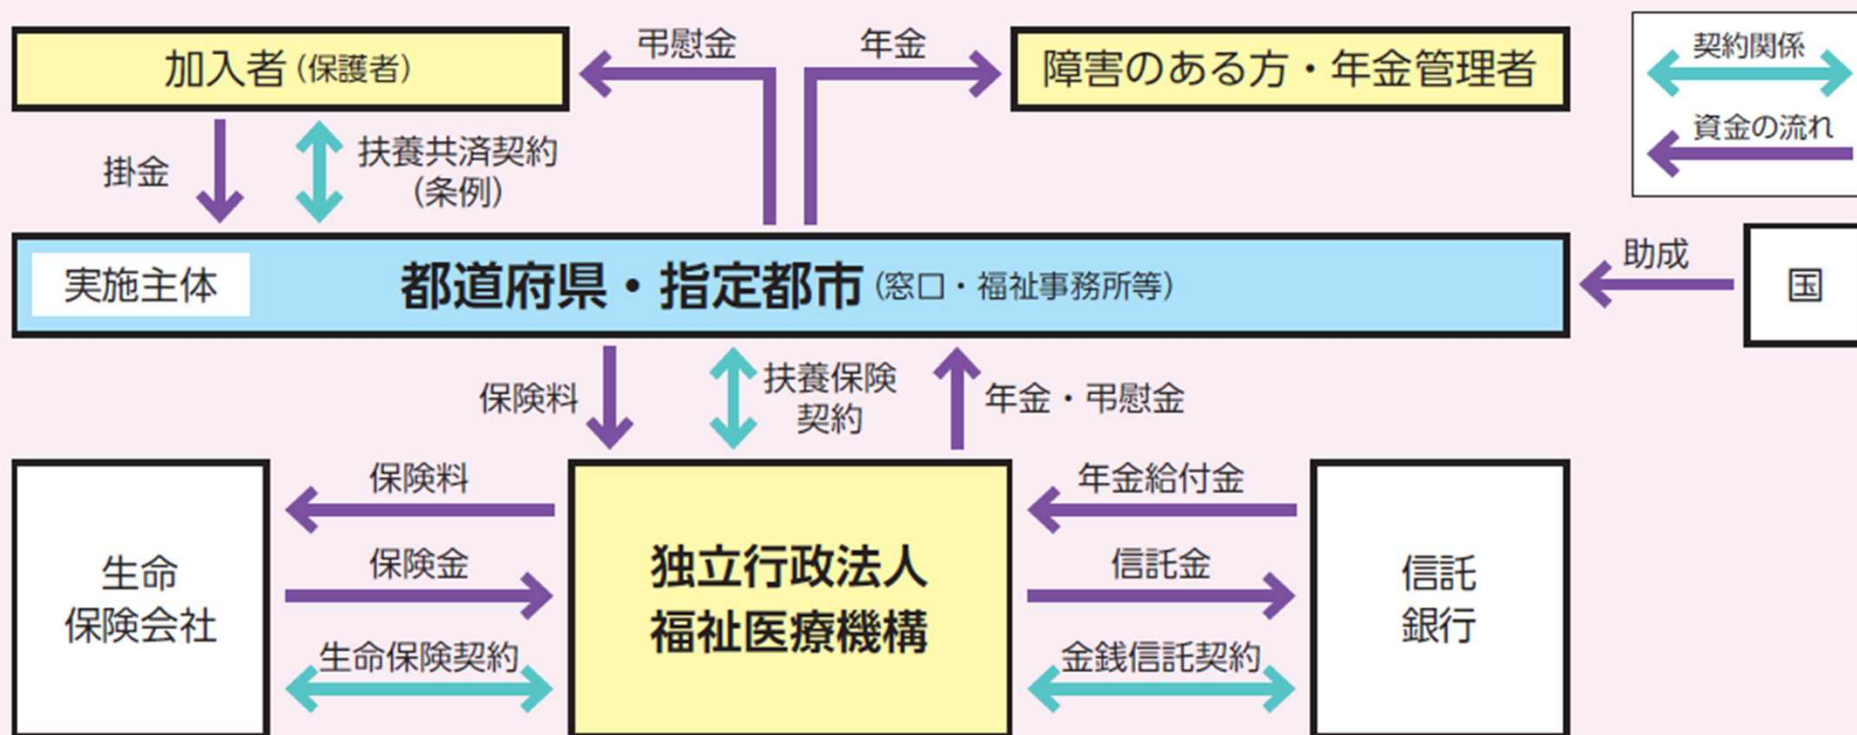 加入者(保護者)
弔慰金
年金
障害のある方・年金管理者
契約関係
資金の流れ
掛金
扶養共済契約
(条例)
実施主体
都道府県・指定都市(窓口・福祉事務所等)
助成
国
保険料
扶養保険
契約
年金・弔慰金
生命
保険会社
保険料
保険金
生命保険契約
独立行政法人
福祉医療機構
年金給付金
信託金
金銭信託契約
信託
銀行